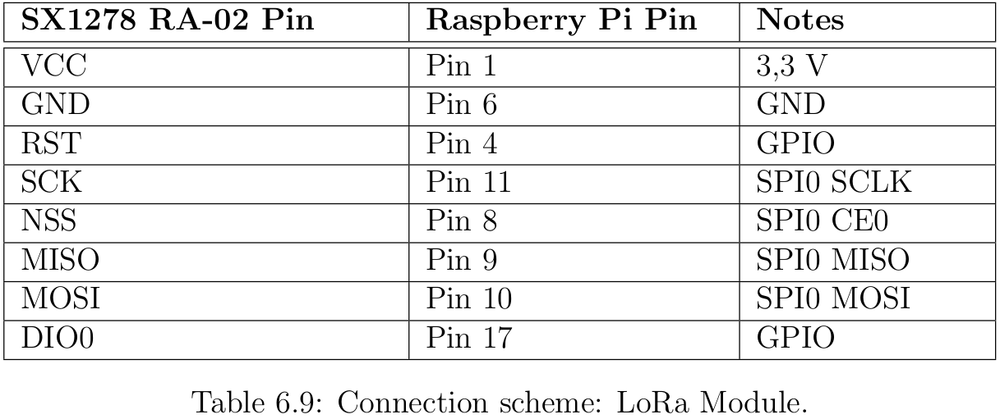 SX1278 RA-02 Pin Raspberry Pi Pin Notes
VCC Pin 1 3,3 V
GND Pin 6 GND
RST Pin 4 GPIO
SCK Pin 11 SPI0 SCLK
NSS Pin 8 SPI0 CE0
MISO Pin 9 SPI0 MISO
MOSI Pin 10 SPI0 MOSI
DIO0 Pin 17 GPIO
Table 6.9: Connection scheme: LoRa Module.